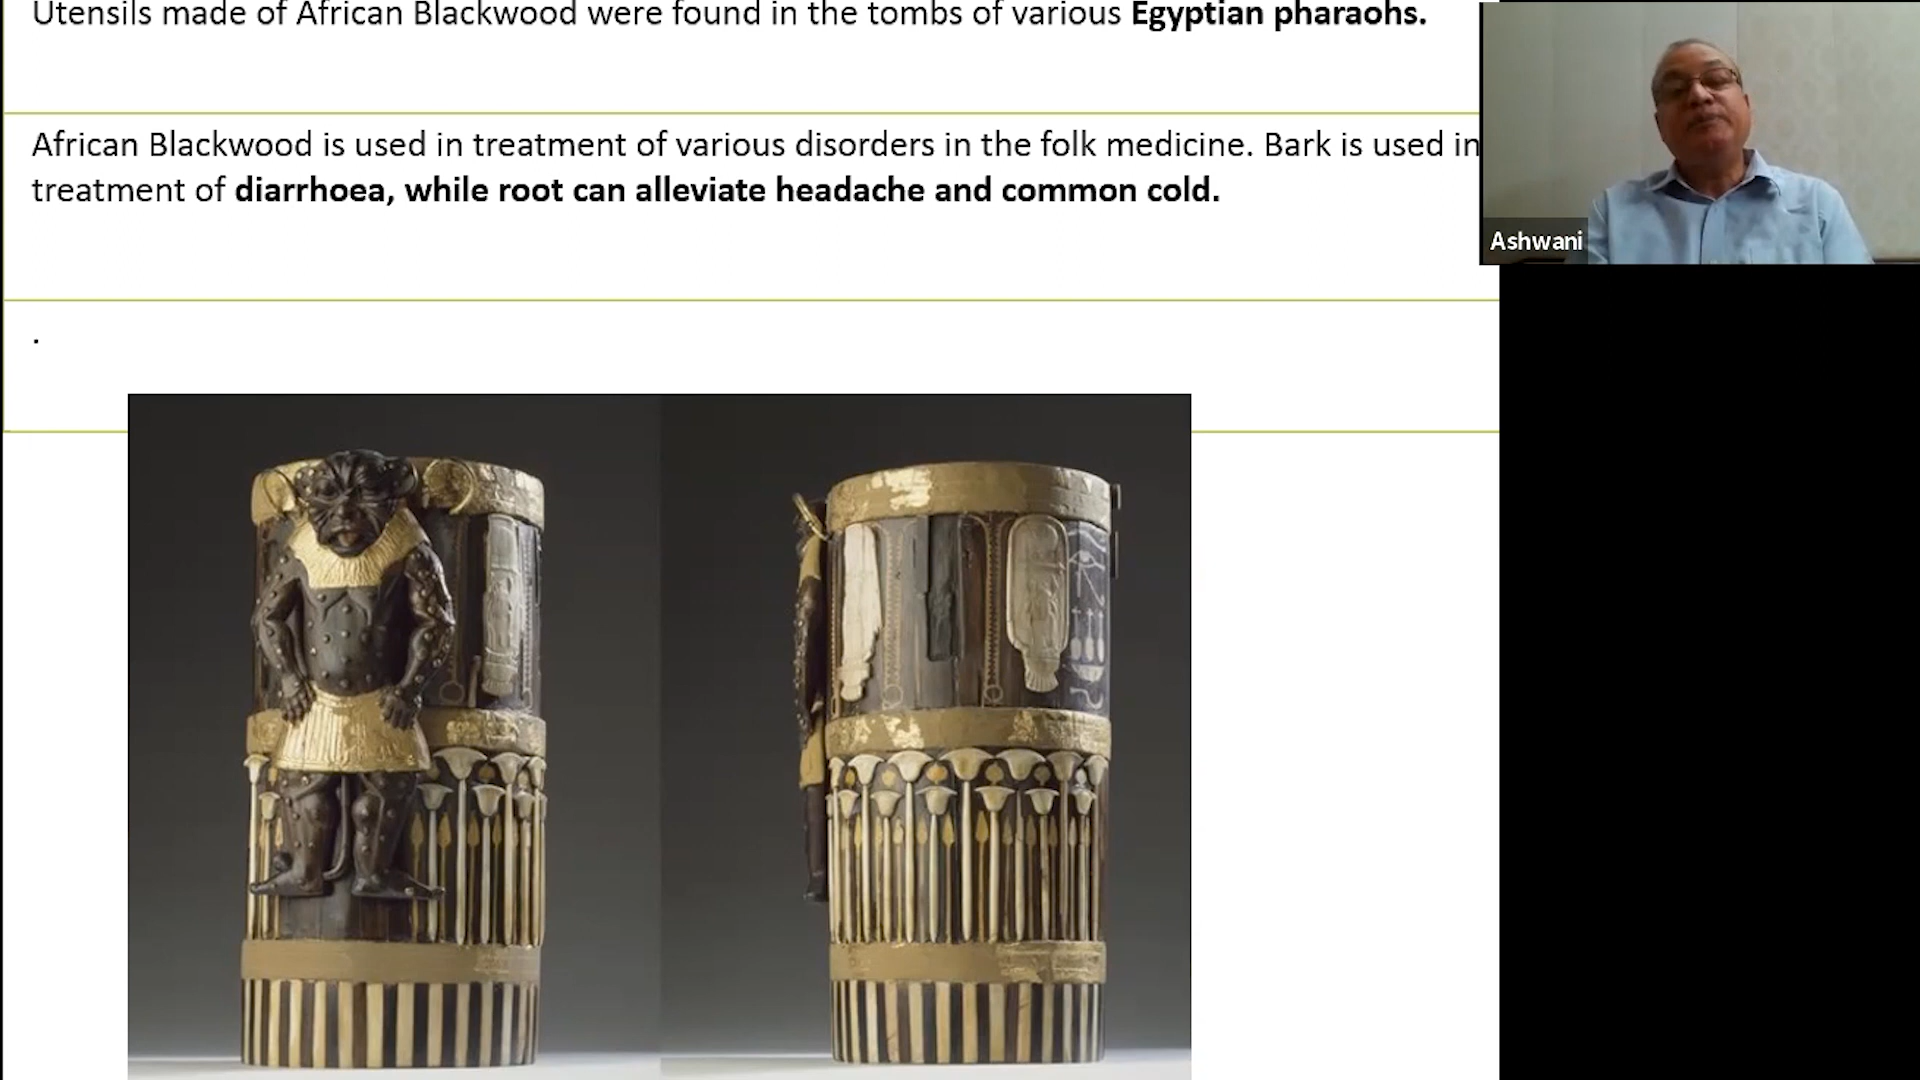 Utensils made of African Blackwood were found in the tombs of various Egyptian pharaohs.
African Blackwood is used in treatment of various disorders in the folk medicine. Bark is used in
treatment of diarrhoea, while root can alleviate headache and common cold.
.
Ashwani